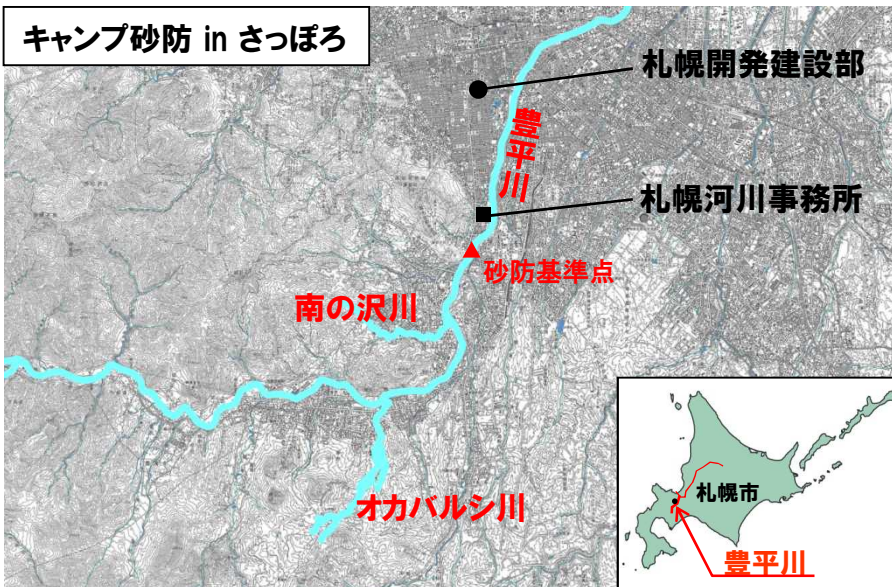 キャンプ砂防 in さっぽろ
札幌開発建設部
豊平川
札幌河川事務所
砂防基準点
南の沢川
オカバルシ川
札幌市
豊平川